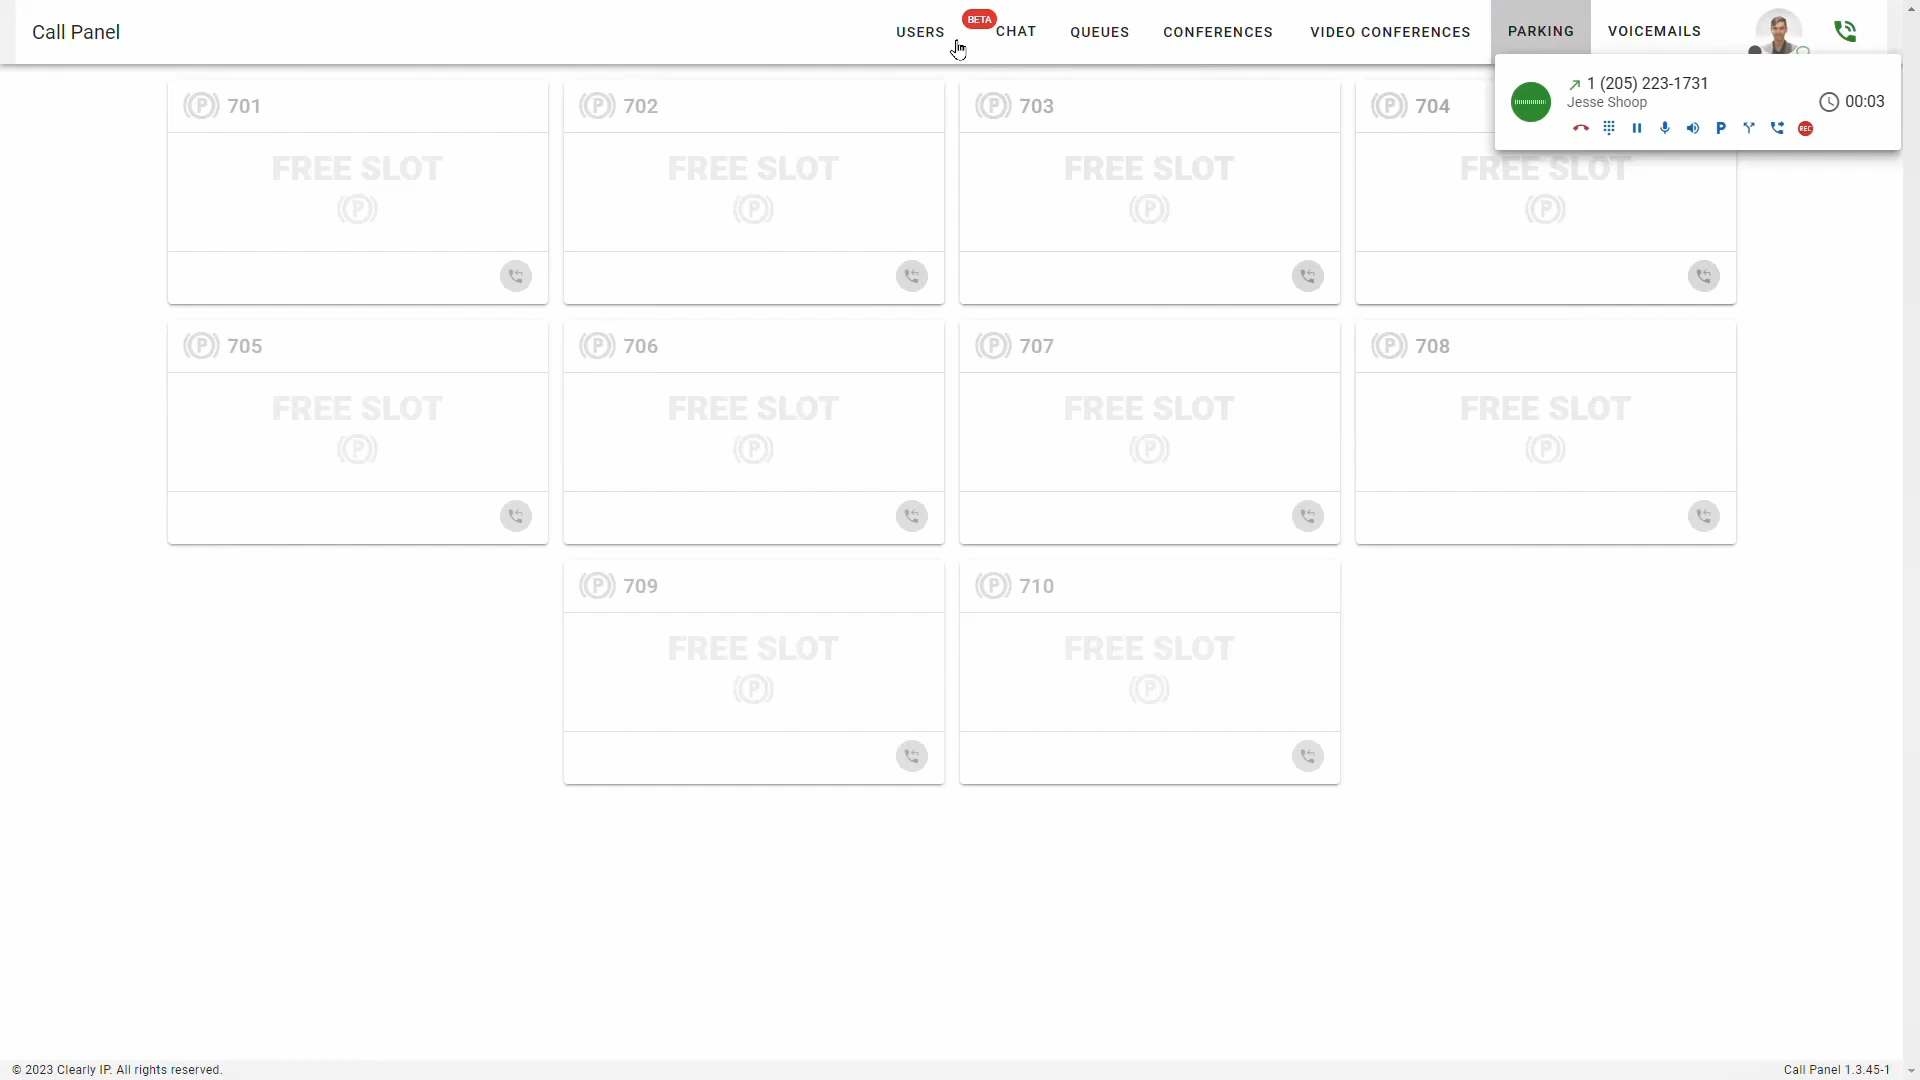 Call Panel
USERS
BETA
CHAT
QUEUES
CONFERENCES
VIDEO CONFERENCES
PARKING
VOICEMAILS
1 (205) 223-1731
Jesse Shoop
00:03
P
REC
P 701
P 702
P 703
P 704
FREE SLOT
FREE SLOT
FREE SLOT
FREE SLOT
P
P
P
P
P 705
P 706
P 707
P 708
FREE SLOT
FREE SLOT
FREE SLOT
FREE SLOT
P
P
P
P
P 709
P 710
FREE SLOT
FREE SLOT
P
P
© 2023 Clearly IP. All rights reserved.
Call Panel 1.3.45-1